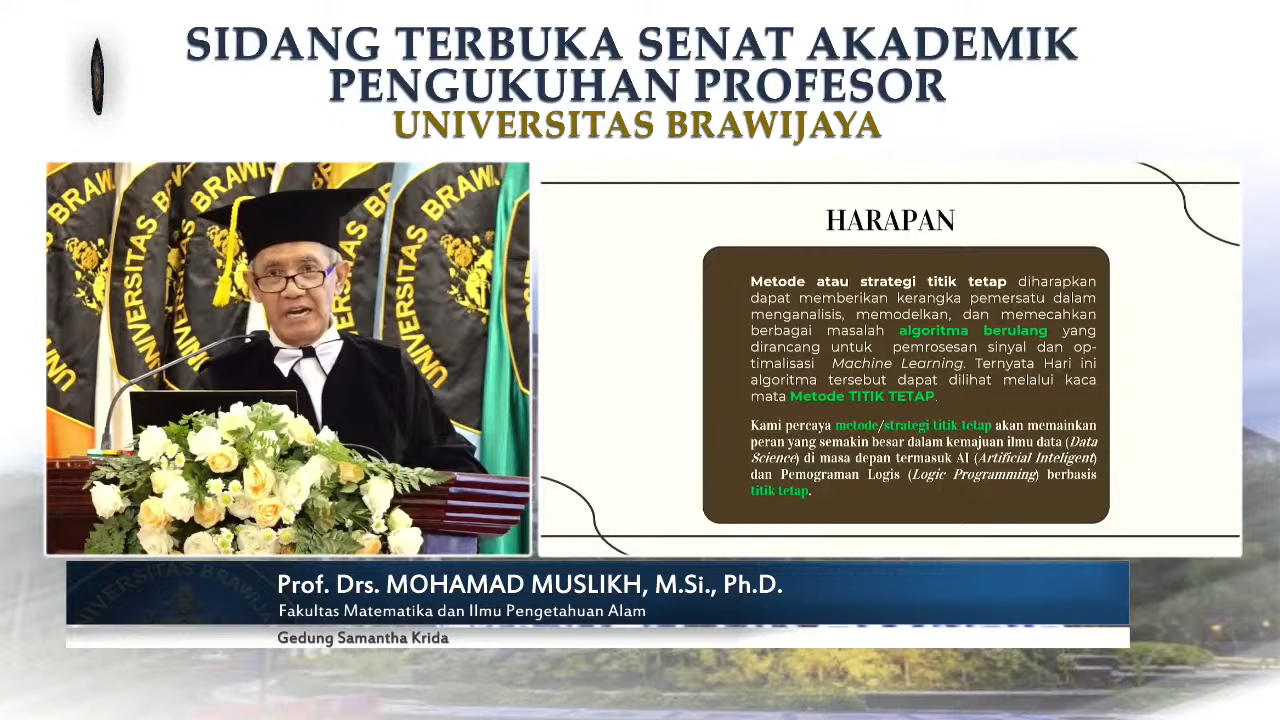 SIDANG TERBUKA SENAT AKADEMIK
PENGUKUHAN PROFESOR
UNIVERSITAS BRAWIJAYA
UNIVERSITAS BRAWIJAYA
HARAPAN
Metode atau strategi titik tetap diharapkan
dapat memberikan kerangka pemersatu dalam
menganalisis, memodelkan, dan memecahkan
berbagai masalah algoritma berulang yang
dirancang untuk pemrosesan sinyal dan op-
timalisasi Machine Learning. Ternyata Hari ini
algoritma tersebut dapat dilihat melalui kaca
mata Metode TITIK TETAP.
Kami percaya metode/strategi titik tetap akan memainkan
peran yang semakin besar dalam kemajuan ilmu data (Data
Science) di masa depan termasuk AI (Artificial Inteligent)
dan Pemograman Logis (Logic Programming) berbasis
titik tetap.
Prof. Drs. MOHAMAD MUSLIKH, M.Si., Ph.D.
Fakultas Matematika dan Ilmu Pengetahuan Alam
Gedung Samantha Krida